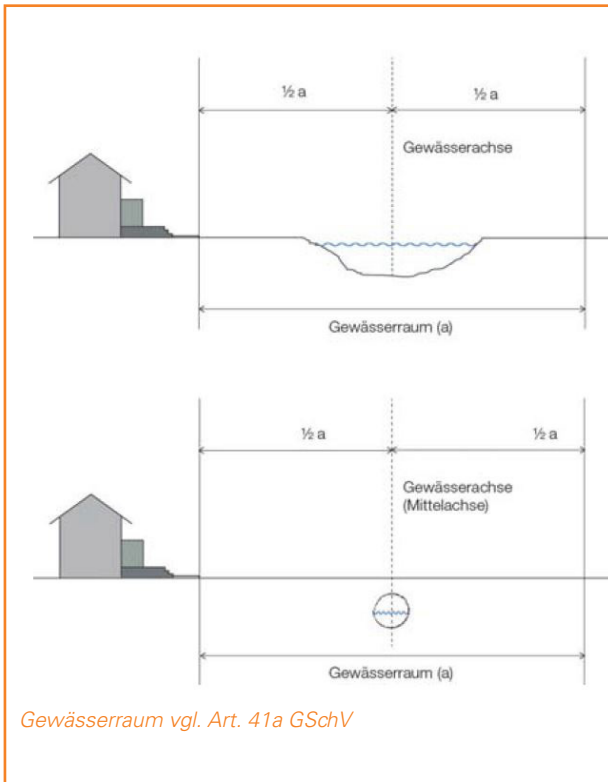 ½ a ½ a
Gewässerachse
Gewässerraum (a)
½ a ½ a
Gewässerachse
(Mittelachse)
Gewässerraum (a)
Gewässerraum vgl. Art. 41a GSchV